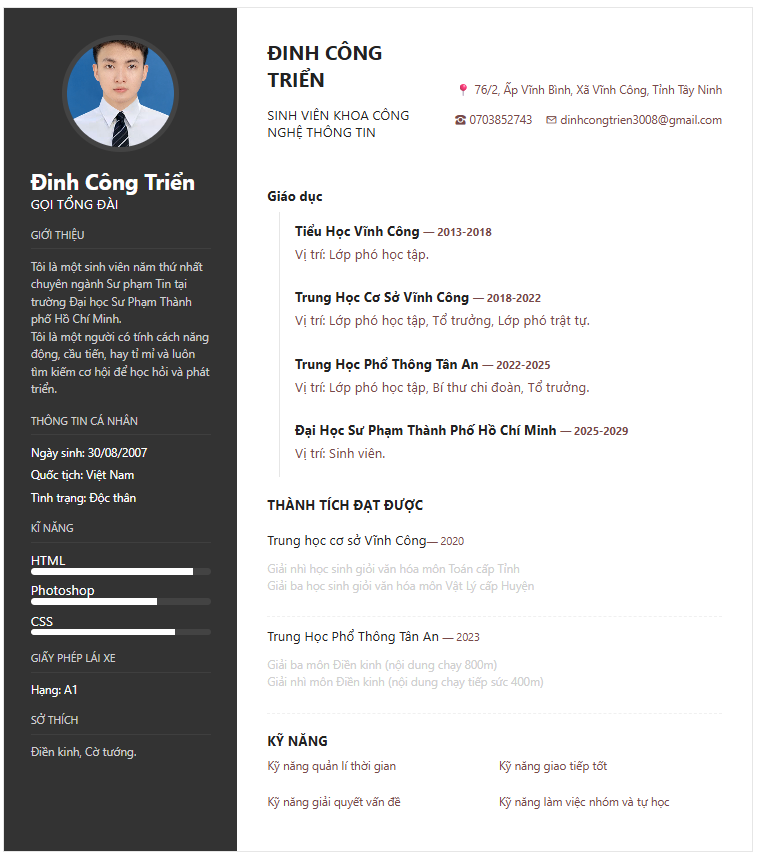 Đinh Công Triển
GỌI TỔNG ĐÀI
GIỚI THIỆU
Tôi là một sinh viên năm thứ nhất
chuyên ngành Sư phạm Tin tại
trường Đại học Sư Phạm Thành
phố Hồ Chí Minh.
Tôi là một người có tính cách năng
động, cầu tiến, hay tỉ mỉ và luôn
tìm kiếm cơ hội để học hỏi và phát
triển.
THÔNG TIN CÁ NHÂN
Ngày sinh: 30/08/2007
Quốc tịch: Việt Nam
Tình trạng: Độc thân
KĨ NĂNG
HTML
Photoshop
CSS
GIẤY PHÉP LÁI XE
Hạng: A1
SỞ THÍCH
Điền kinh, Cờ tướng.
ĐINH CÔNG
TRIỂN
SINH VIÊN KHOA CÔNG
NGHỆ THÔNG TIN
76/2, Ấp Vĩnh Bình, Xã Vĩnh Công, Tỉnh Tây Ninh
0703852743 dinhcongtrien3008@gmail.com
Giáo dục
Tiểu Học Vĩnh Công — 2013-2018
Vị trí: Lớp phó học tập.
Trung Học Cơ Sở Vĩnh Công — 2018-2022
Vị trí: Lớp phó học tập, Tổ trưởng, Lớp phó trật tự.
Trung Học Phổ Thông Tân An — 2022-2025
Vị trí: Lớp phó học tập, Bí thư chi đoàn, Tổ trưởng.
Đại Học Sư Phạm Thành Phố Hồ Chí Minh — 2025-2029
Vị trí: Sinh viên.
THÀNH TÍCH ĐẠT ĐƯỢC
Trung học cơ sở Vĩnh Công— 2020
Giải nhì học sinh giỏi văn hóa môn Toán cấp Tỉnh
Giải ba học sinh giỏi văn hóa môn Vật Lý cấp Huyện
Trung Học Phổ Thông Tân An — 2023
Giải ba môn Điền kinh (nội dung chạy 800m)
Giải nhì môn Điền kinh (nội dung chạy tiếp sức 400m)
KỸ NĂNG
Kỹ năng quản lí thời gian
Kỹ năng giao tiếp tốt
Kỹ năng giải quyết vấn đề
Kỹ năng làm việc nhóm và tự học